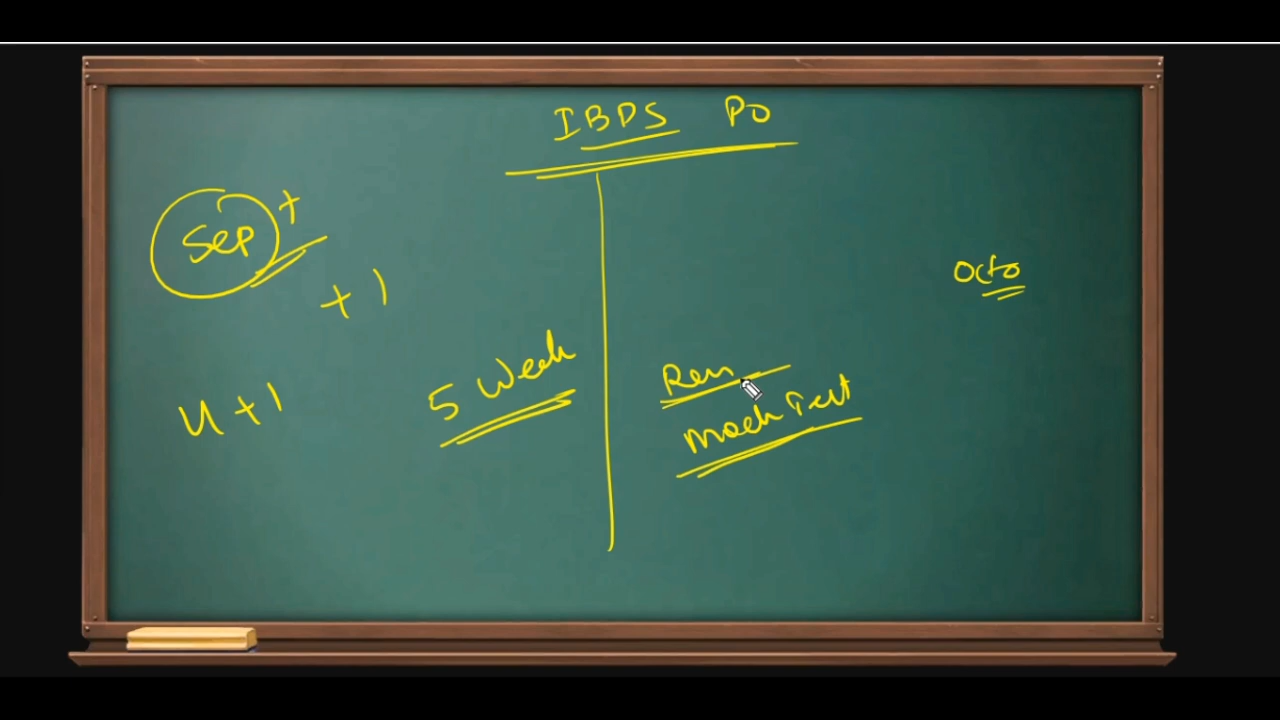 IBPS PO
Sep +
+1
4+1
5 Week
Octo
Rev
Mock Test